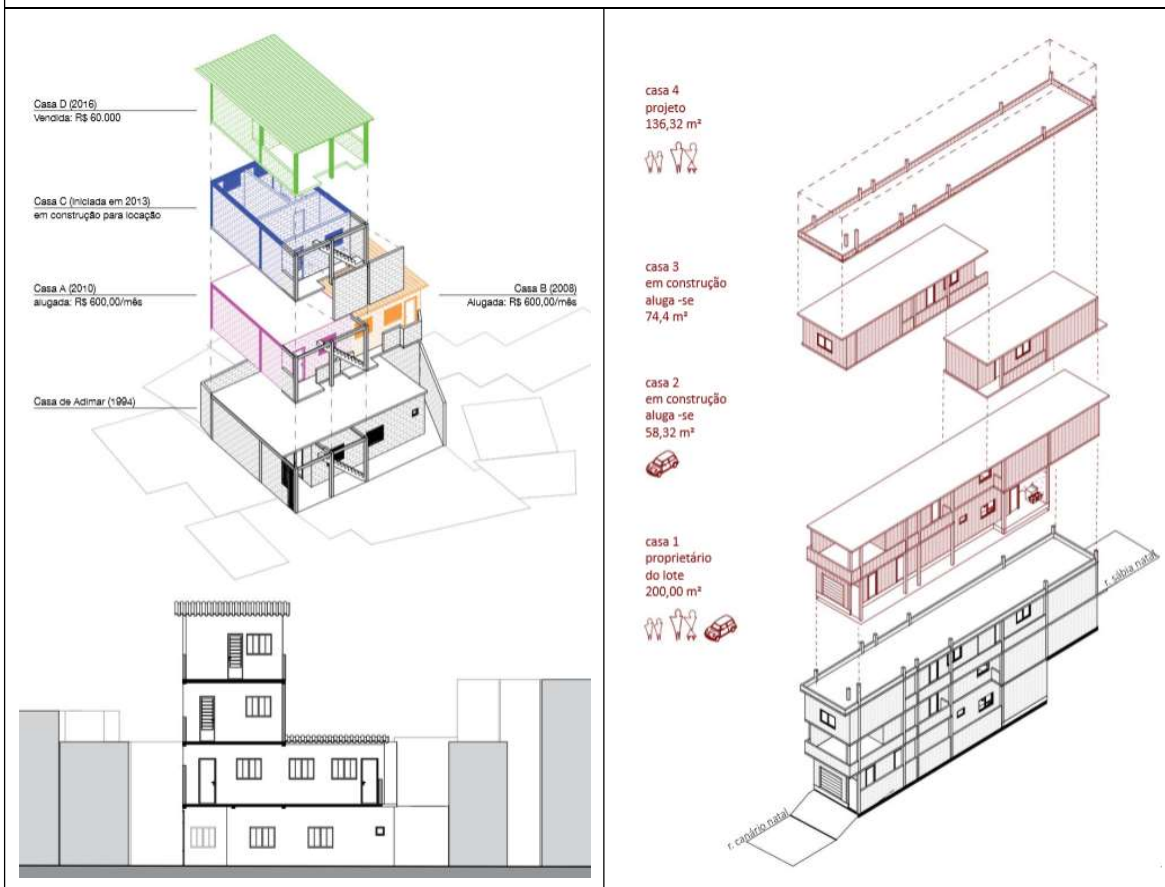 Casa D (2016)
Vendida: R$ 60.000
Casa C (Iniciada em 2013)
em construção para locação
Casa A (2010)
alugada: R$ 600,00/mês
Casa B (2008)
Alugada: R$ 600,00/mês
Casa de Adimar (1994)
casa 4
projeto
136,32 m²
casa 3
em construção
aluga -se
74,4 m²
casa 2
em construção
aluga -se
58,32 m²
casa 1
proprietário
do lote
200,00 m²
r. sábia natal
r. canário natal